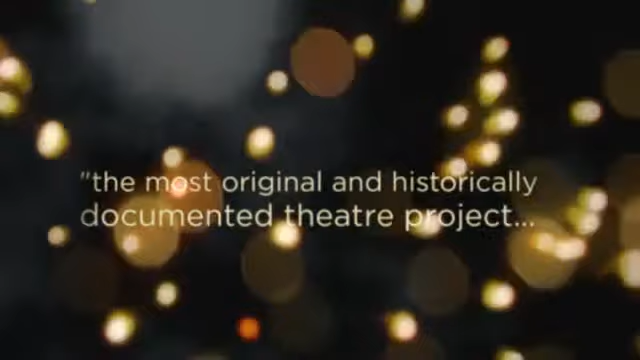 "the most original and historically
documented theatre project...